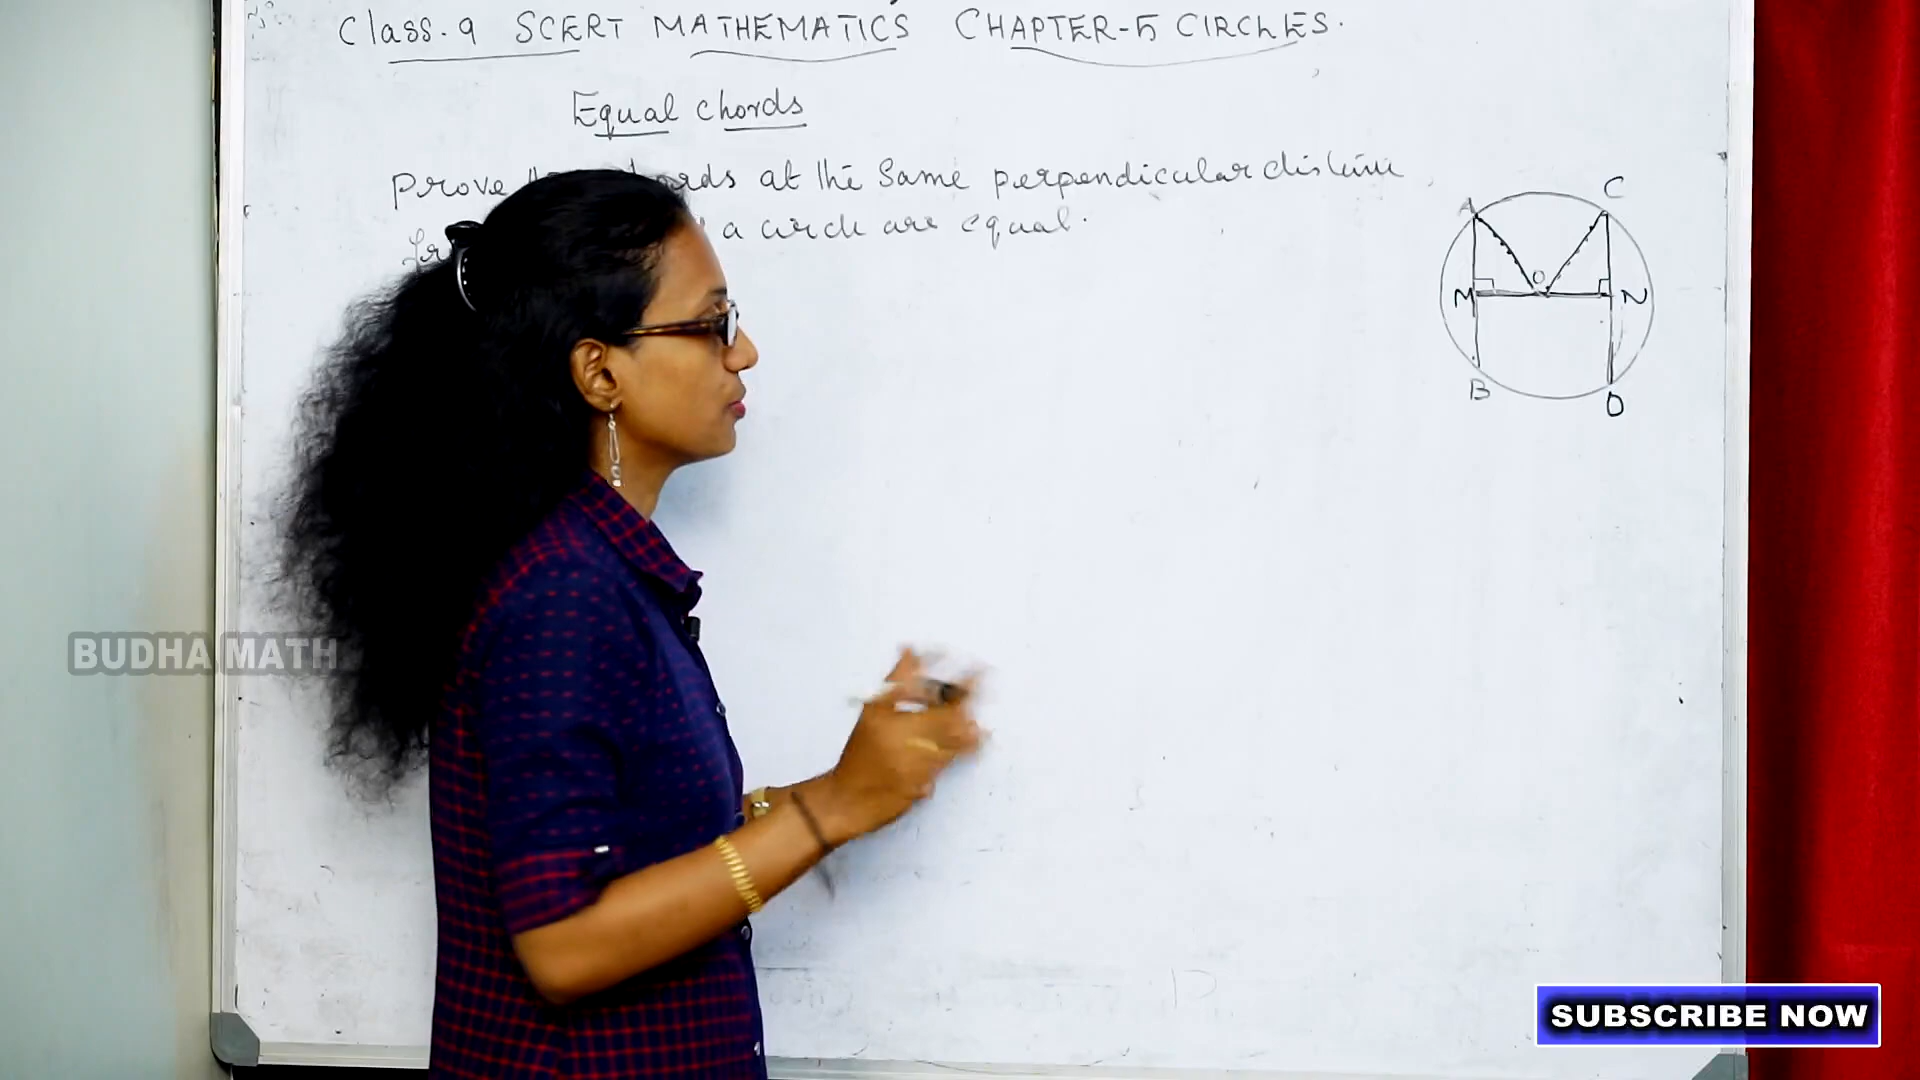 Class.9 SCERT MATHEMATICS CHAPTER-5 CIRCLES.
Equal chords
Prove chords at the same perpendicular distance
a circle are equal.
A
C
O
M
N
B
D
BUDHA MATH
SUBSCRIBE NOW